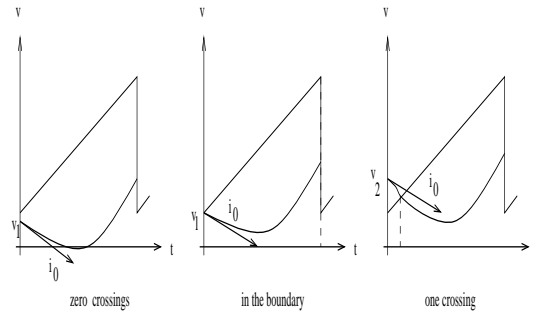 v v v
v1 i0 t
v1 i0 t
v2 i0
zero crossings
in the boundary
one crossing